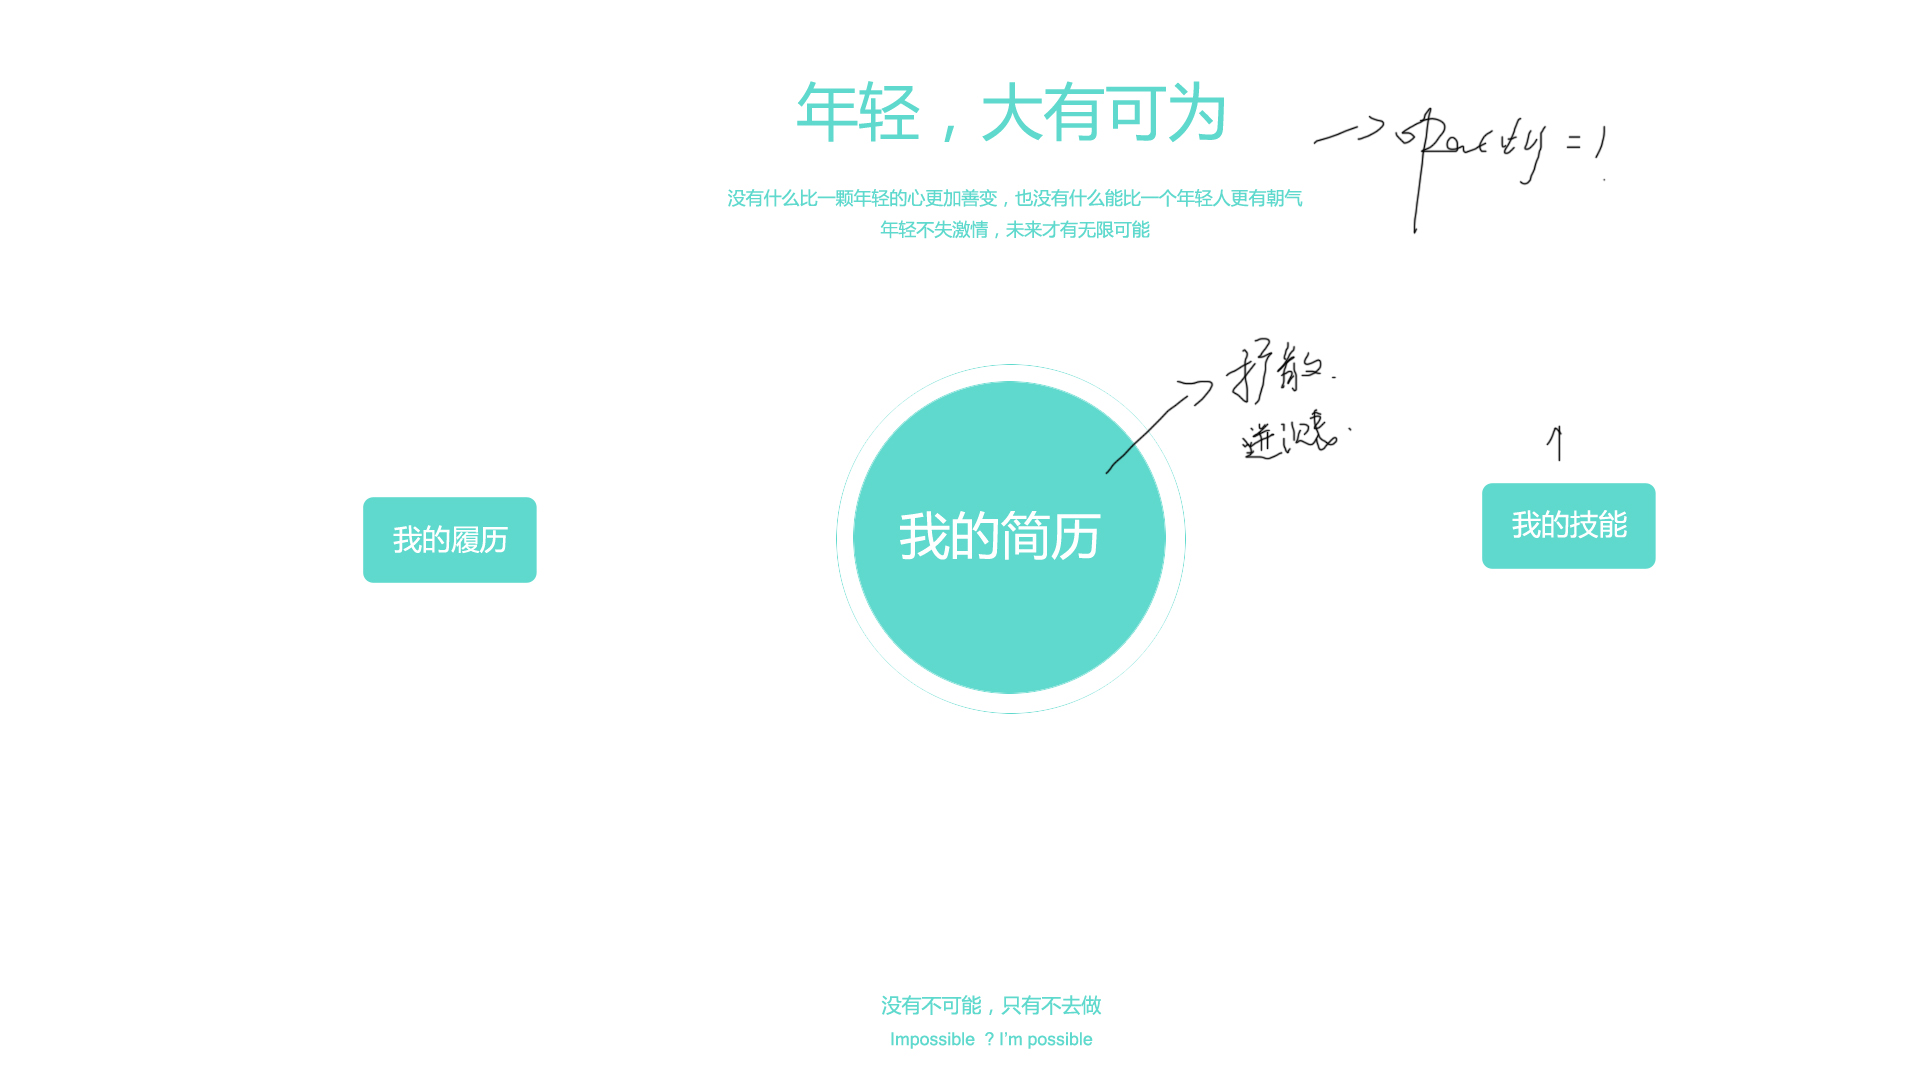 年轻，大有可为
没有什么比一颗年轻的心更加善变，也没有什么能比一个年轻人更有朝气
年轻不失激情，未来才有无限可能
opacity = 1
扩散.
我的履历
我的简历
我的技能
没有不可能，只有不去做
Impossible ? I'm possible